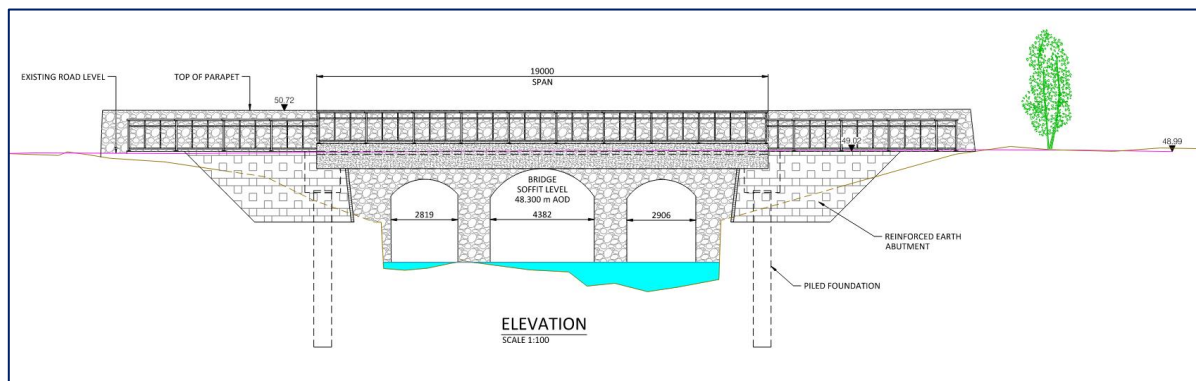 19000
SPAN
EXISTING ROAD LEVEL
TOP OF PARAPET
50.72
49.02
48.99
BRIDGE
SOFFIT LEVEL
48.300 m AOD
2819
4382
2906
REINFORCED EARTH
ABUTMENT
PILED FOUNDATION
ELEVATION
SCALE 1:100